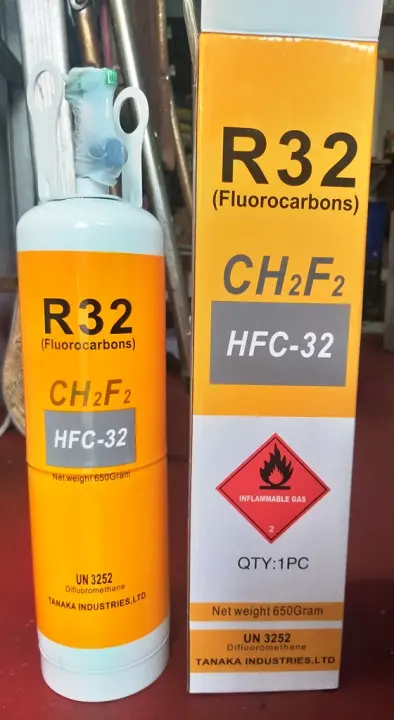 R32
(Fluorocarbons)
CH2F2
HFC-32
Net weight 650Gram
UN 3252
Difluoromethane
TANAKA INDUSTRIES,LTD
R32
(Fluorocarbons)
CH2F2
HFC-32
INFLAMMABLE GAS
2
QTY:1PC
Net weight 650Gram
UN 3252
Difluoromethane
TANAKA INDUSTRIES.LTD